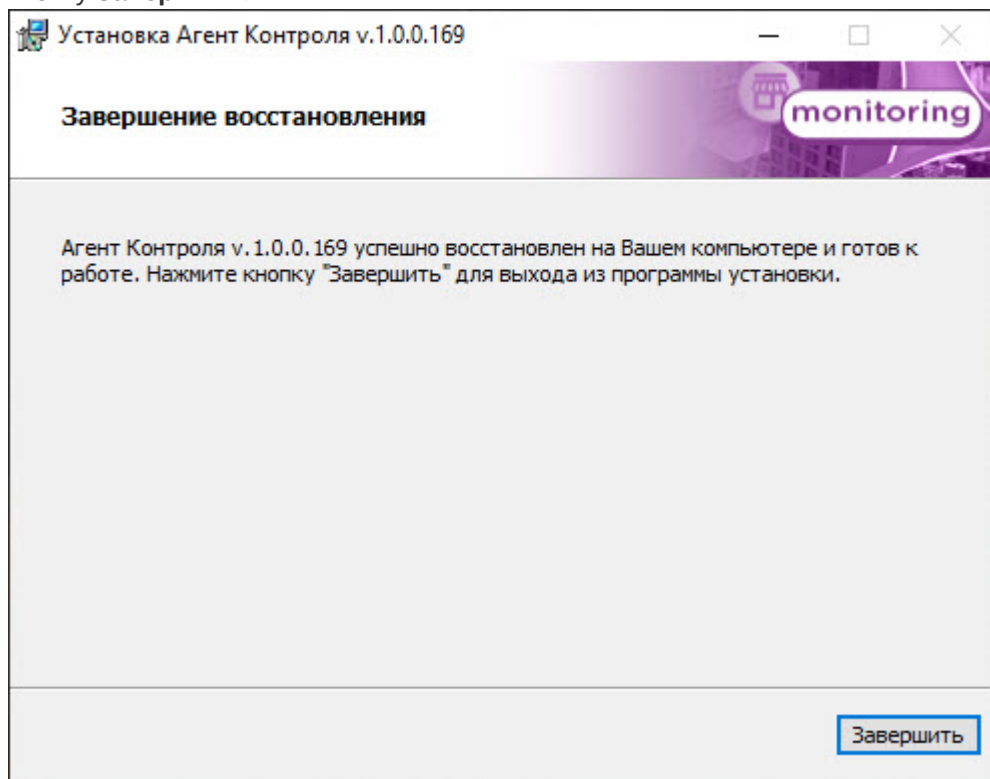 Установка Агент Контроля v.1.0.0.169
Завершение восстановления
monitoring
Агент Контроля v.1.0.0.169 успешно восстановлен на Вашем компьютере и готов к
работе. Нажмите кнопку "Завершить" для выхода из программы установки.
Завершить